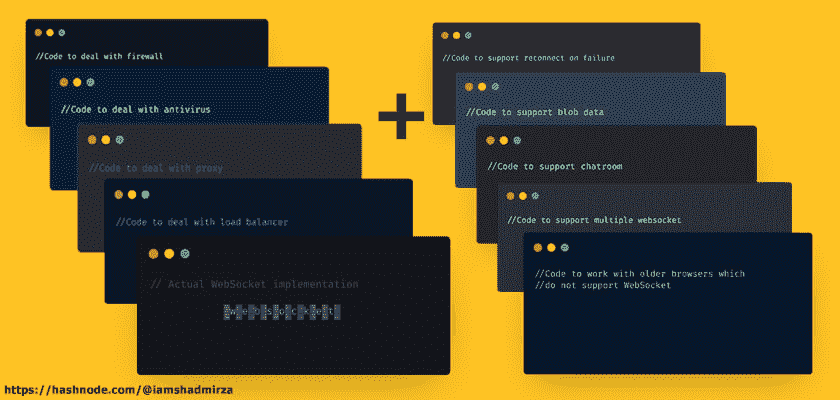 //Code to deal with firewall
//Code to deal with antivirus
//Code to deal with proxy
//Code to deal with load balancer
// Actual WebSocket implementation
+
//Code to support reconnect on failure
//Code to support blob data
//Code to support chatroom
//Code to support multiple websocket
//Code to work with older browsers which
//do not support WebSocket
https://hashnode.com/@iamshadmirza